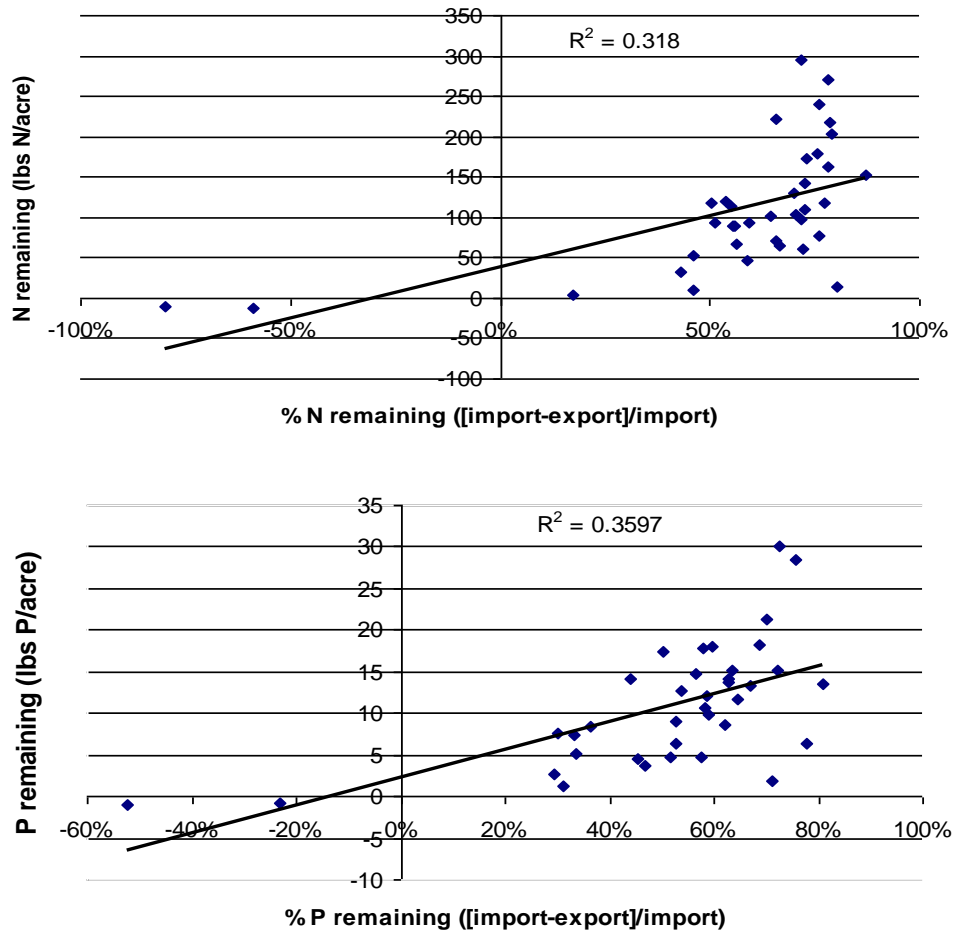 350
R² = 0.318
300
250
200
150
100
50
0
-100% -50% 0% 50% 100%
-50
-100
N remaining (lbs N/acre)
% N remaining ([import-export]/import)
35
R² = 0.3597
30
25
20
15
10
5
0
-60% -40% -20% 0% 20% 40% 60% 80% 100%
-5
-10
P remaining (lbs P/acre)
% P remaining ([import-export]/import)